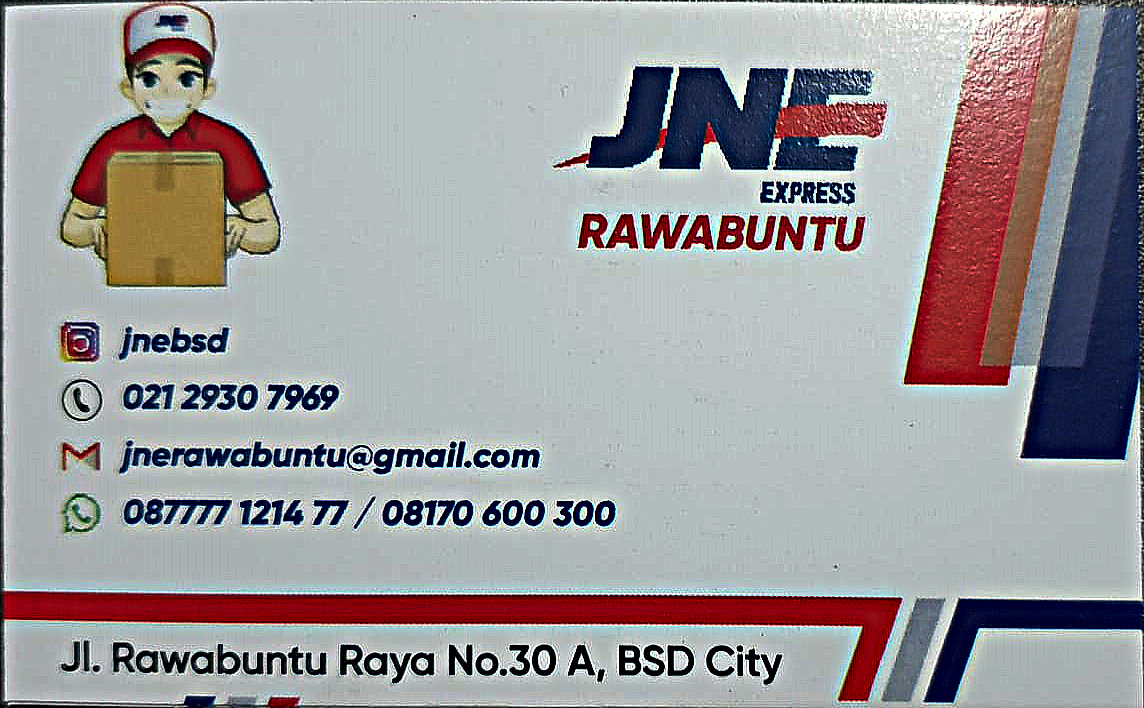 JNE
JNE
EXPRESS
RAWABUNTU
jnebsd
021 2930 7969
jnerawabuntu@gmail.com
087777 1214 77 / 08170 600 300
Jl. Rawabuntu Raya No.30 A, BSD City